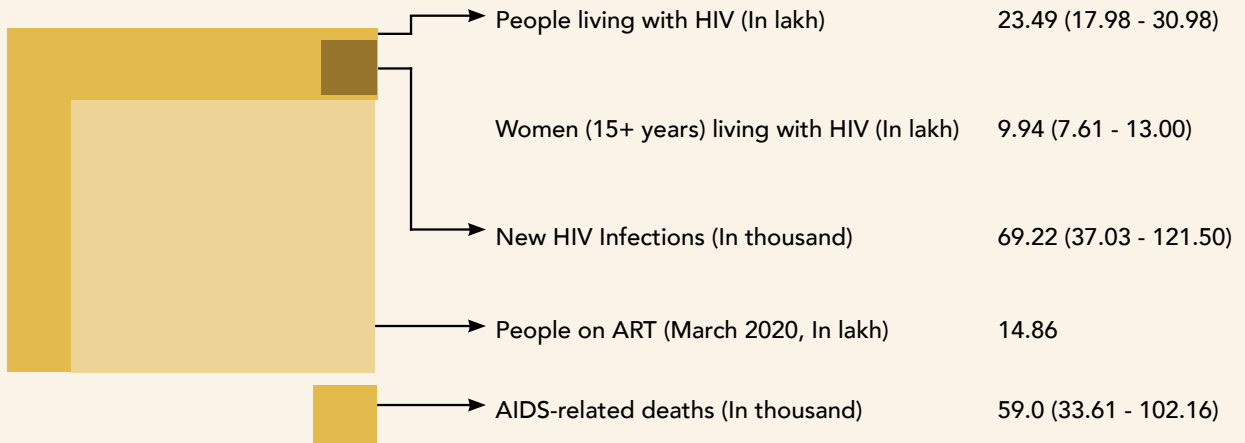 People living with HIV (In lakh) 23.49 (17.98 - 30.98)
Women (15+ years) living with HIV (In lakh) 9.94 (7.61 - 13.00)
New HIV Infections (In thousand) 69.22 (37.03 - 121.50)
People on ART (March 2020, In lakh) 14.86
AIDS-related deaths (In thousand) 59.0 (33.61 - 102.16)